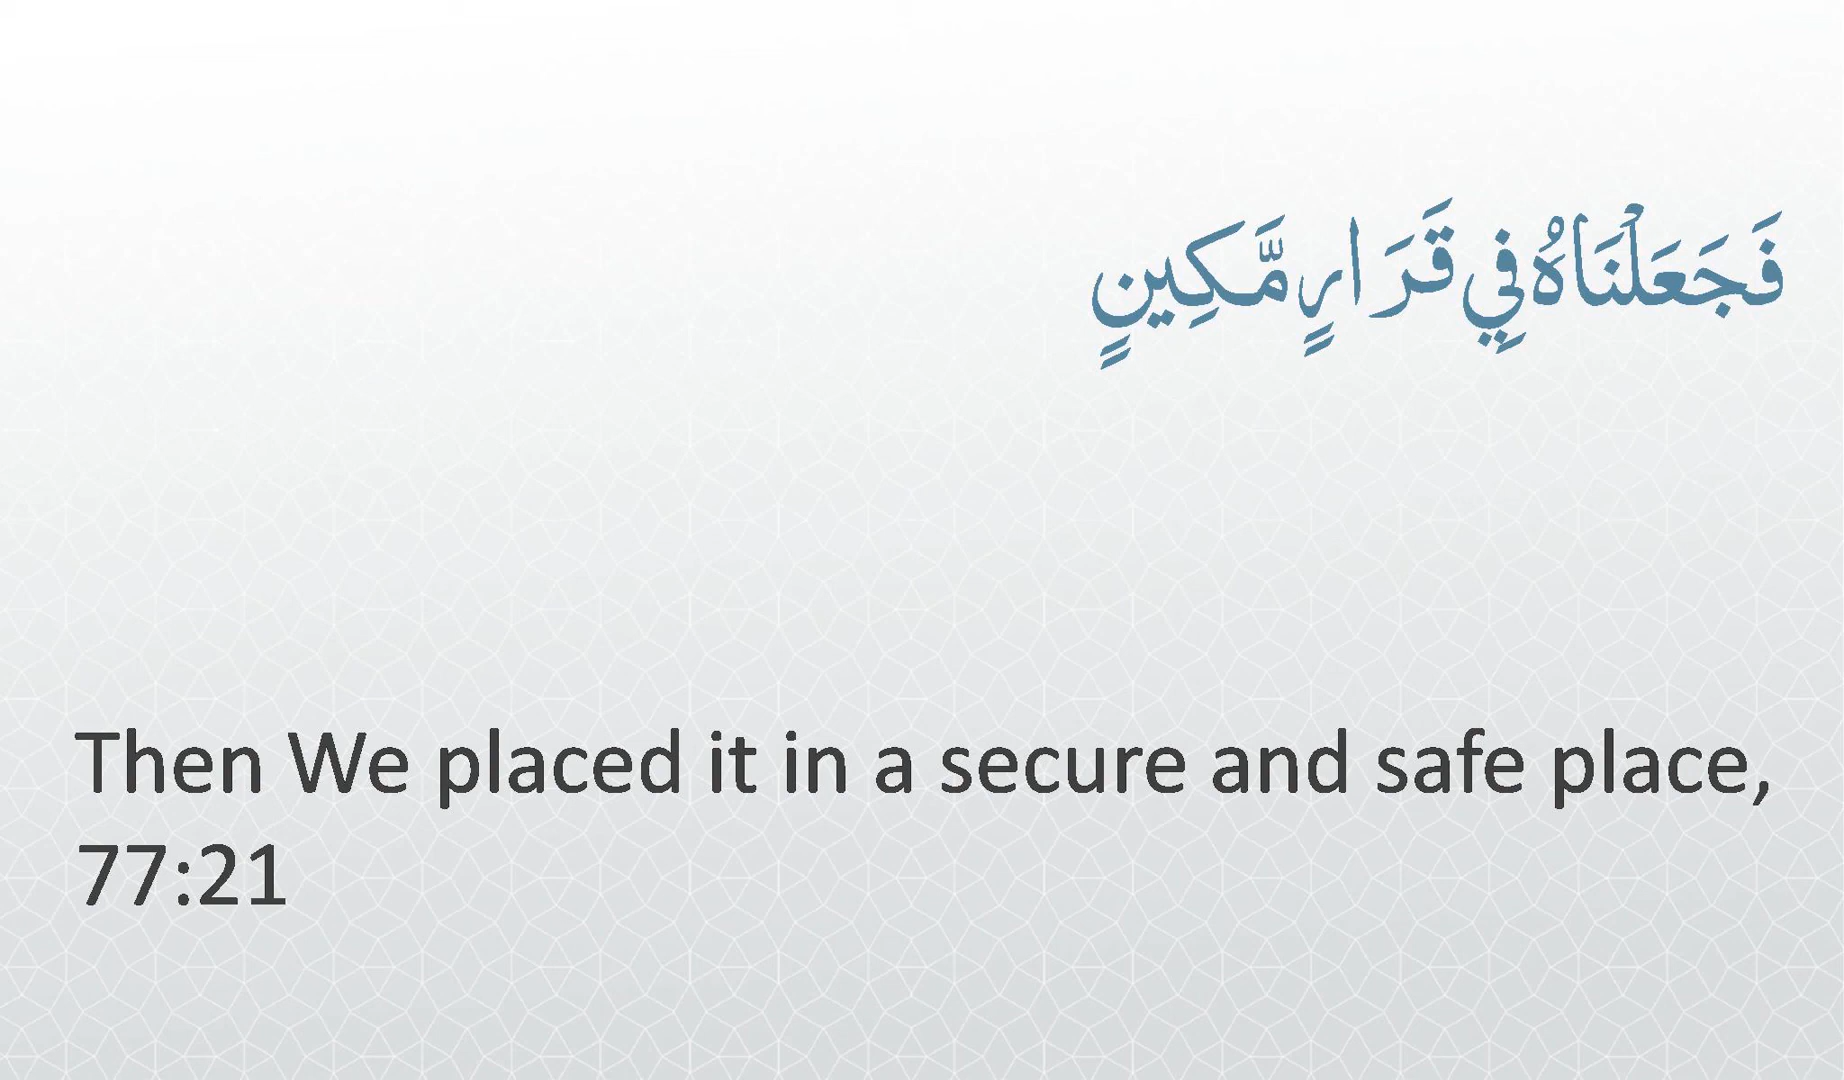 فَجَعَلْنَاهُ فِي قَرَارٍ مَّكِينٍ
Then We placed it in a secure and safe place,
77:21